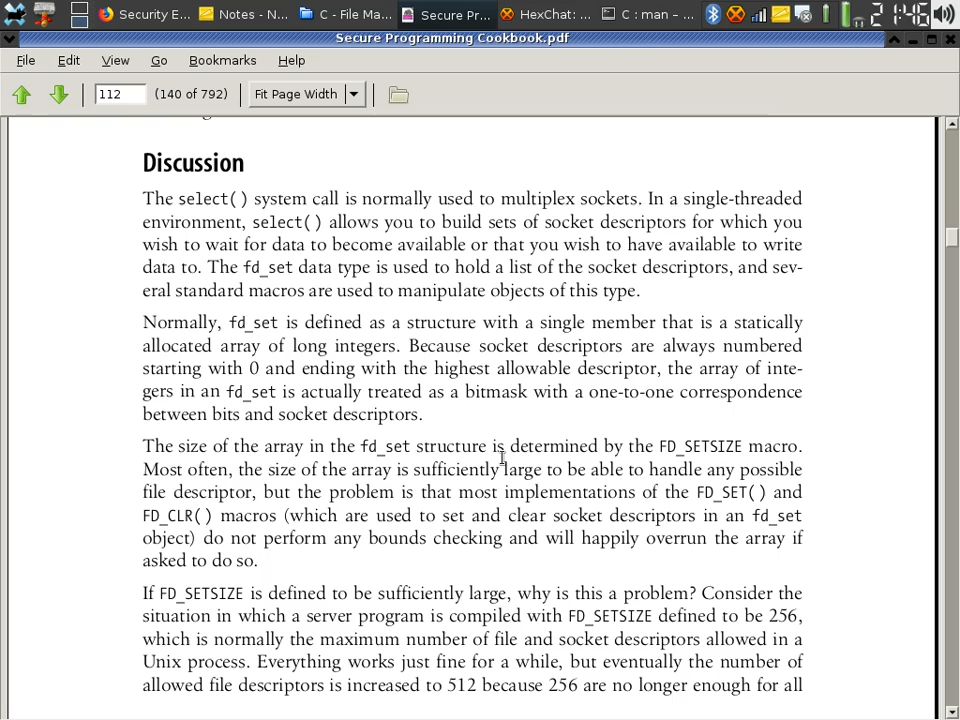 Security E...
Notes - N...
C - File Ma...
Secure Pr...
HexChat: ...
C : man – ...
21:46
Secure Programming Cookbook.pdf
File Edit View Go Bookmarks Help
112 (140 of 792) Fit Page Width
Discussion
The select() system call is normally used to multiplex sockets. In a single-threaded
environment, select() allows you to build sets of socket descriptors for which you
wish to wait for data to become available or that you wish to have available to write
data to. The fd_set data type is used to hold a list of the socket descriptors, and sev-
eral standard macros are used to manipulate objects of this type.
Normally, fd_set is defined as a structure with a single member that is a statically
allocated array of long integers. Because socket descriptors are always numbered
starting with 0 and ending with the highest allowable descriptor, the array of inte-
gers in an fd_set is actually treated as a bitmask with a one-to-one correspondence
between bits and socket descriptors.
The size of the array in the fd_set structure is determined by the FD_SETSIZE macro.
Most often, the size of the array is sufficiently large to be able to handle any possible
file descriptor, but the problem is that most implementations of the FD_SET() and
FD_CLR() macros (which are used to set and clear socket descriptors in an fd_set
object) do not perform any bounds checking and will happily overrun the array if
asked to do so.
If FD_SETSIZE is defined to be sufficiently large, why is this a problem? Consider the
situation in which a server program is compiled with FD_SETSIZE defined to be 256,
which is normally the maximum number of file and socket descriptors allowed in a
Unix process. Everything works just fine for a while, but eventually the number of
allowed file descriptors is increased to 512 because 256 are no longer enough for all